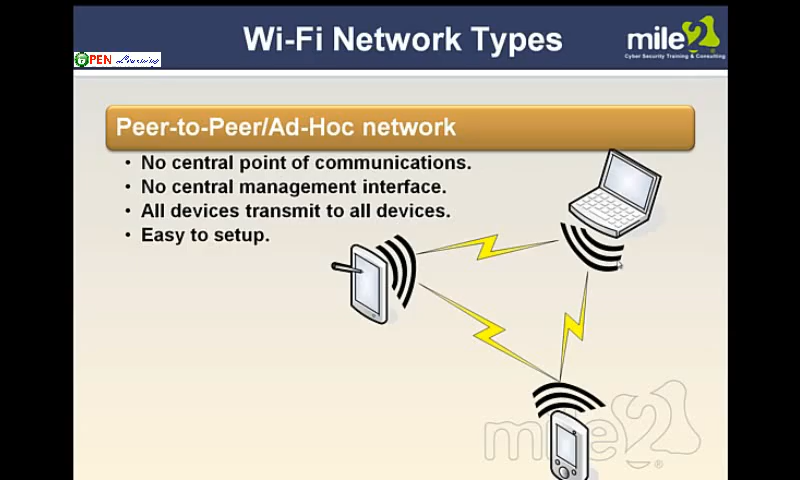 Wi-Fi Network Types
mile2
Cyber Security Training & Consulting
OPEN Learning
Peer-to-Peer/Ad-Hoc network
• No central point of communications.
• No central management interface.
• All devices transmit to all devices.
• Easy to setup.
mile2
®